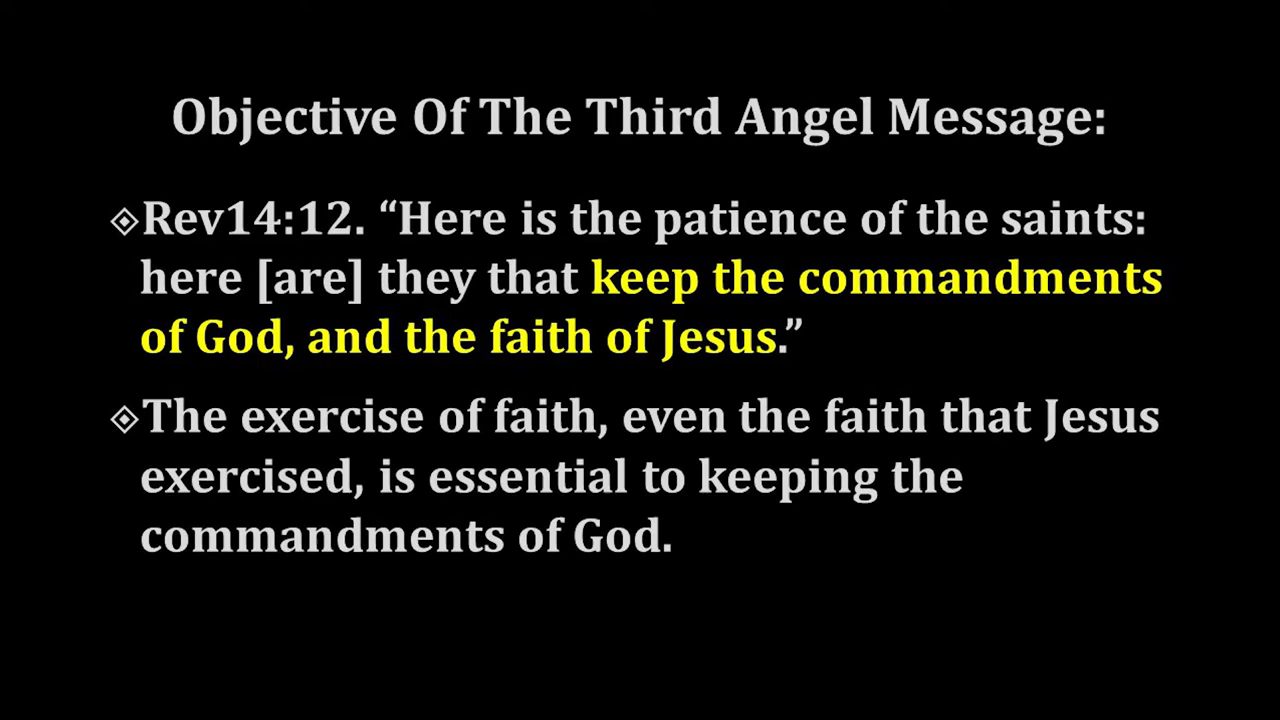 Objective Of The Third Angel Message:
Rev14:12. “Here is the patience of the saints:
here [are] they that keep the commandments
of God, and the faith of Jesus.”
The exercise of faith, even the faith that Jesus
exercised, is essential to keeping the
commandments of God.